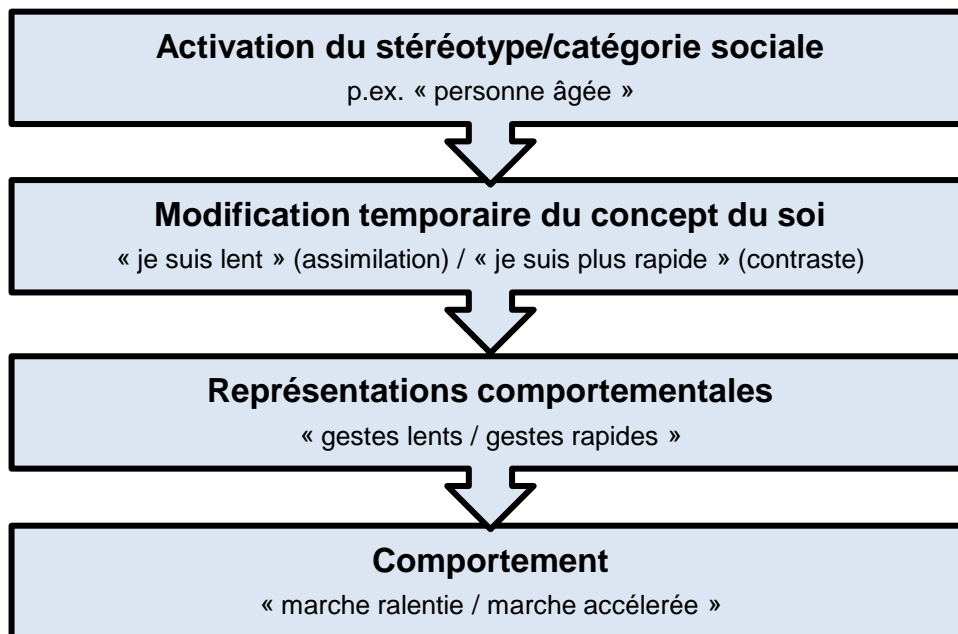 Activation du stéréotype/catégorie sociale
p.ex. « personne âgée »
Modification temporaire du concept du soi
« je suis lent » (assimilation) / « je suis plus rapide » (contraste)
Représentations comportementales
« gestes lents / gestes rapides »
Comportement
« marche ralentie / marche accélerée »